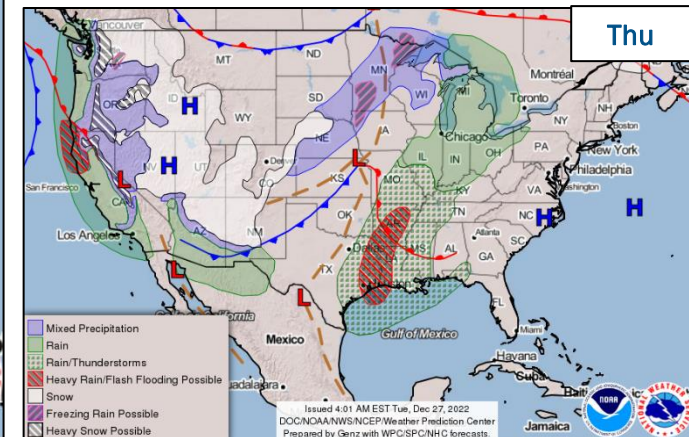 Thu
Vancouver
MT
ND
MN
Montréal
OR
ID
H
SD
WI
MI
Toronto
NH
WY
NY
Boston
NE
IA
Chicago
New York
NV
H
UT
Denver
L
IL
IN
OH
PA
Philadelphia
San Francisco
L
CO
KS
MO
VA
CA
KY
Los Angeles
AZ
NM
OK
AR
TN
NC
H
H
Dallas
MS
AL
Atlanta
SC
L
TX
LA
GA
L
FL
Mexico
Gulf of Mexico
Miami
Havana
Cuba
Jamaica
Mixed Precipitation
Rain
Rain/Thunderstorms
Heavy Rain/Flash Flooding Possible
Snow
Freezing Rain Possible
Heavy Snow Possible
Issued 4:01 AM EST Tue, Dec 27, 2022
DOC/NOAA/NWS/NCEP/Weather Prediction Center
Prepared by Genz with WPC/SPC/NHC forecasts.
NOAA